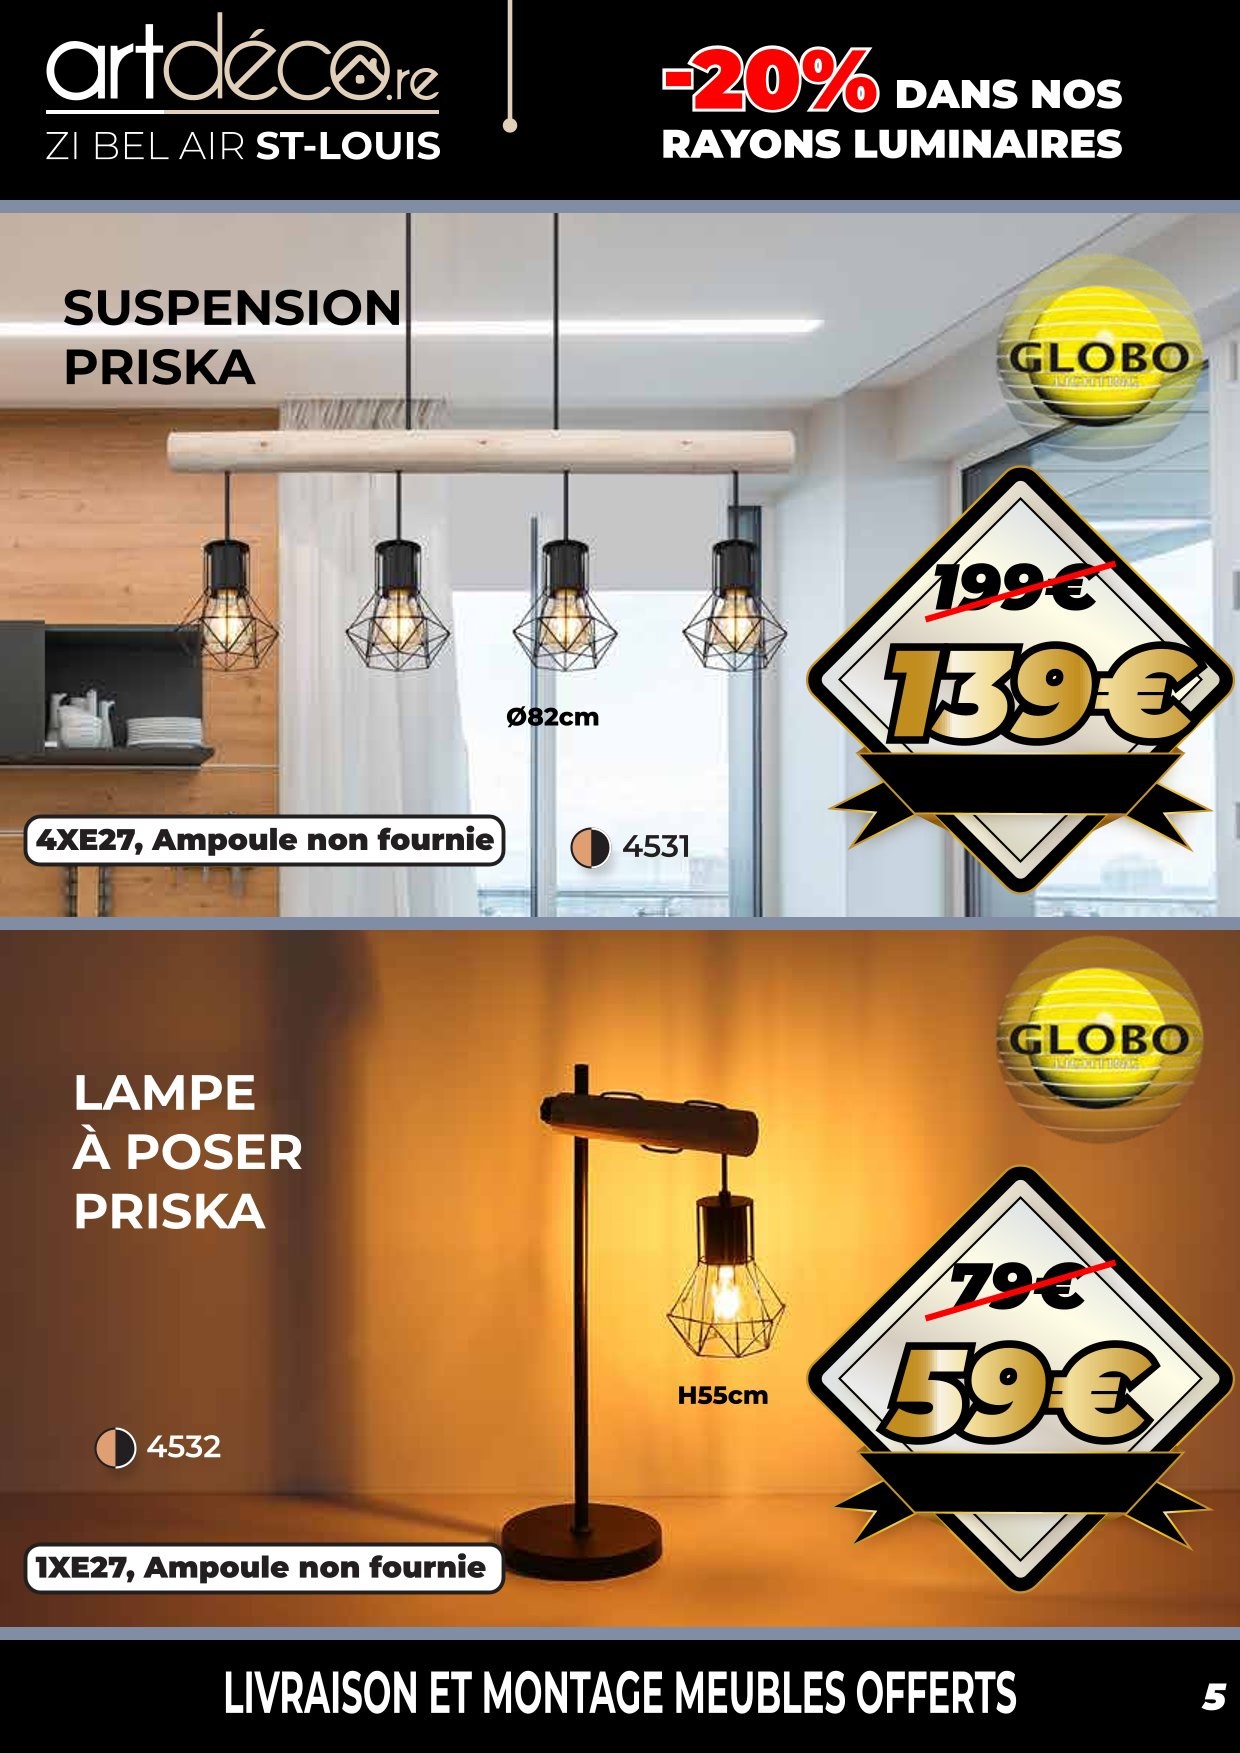 artdéco.re
ZI BEL AIR ST-LOUIS
-20% DANS NOS
RAYONS LUMINAIRES
SUSPENSION
PRISKA
GLOBO
LIGHTING
199€
139€
Ø82cm
4XE27, Ampoule non fournie
4531
GLOBO
LIGHTING
LAMPE
À POSER
PRISKA
79€
59€
H55cm
4532
1XE27, Ampoule non fournie
LIVRAISON ET MONTAGE MEUBLES OFFERTS
5